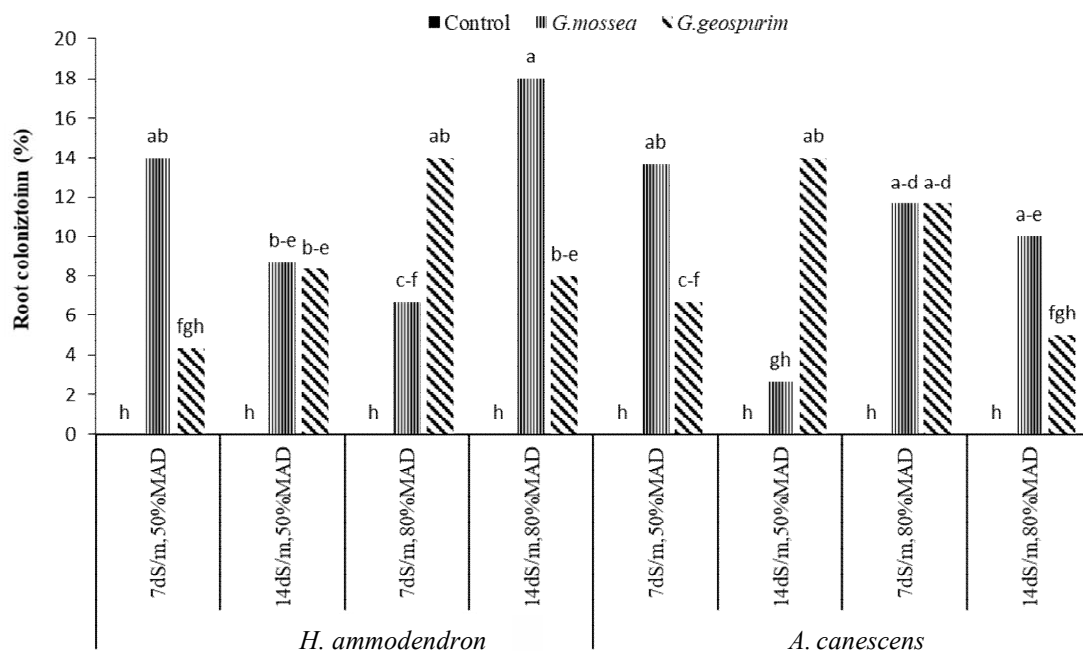 Control G.mossea G.geospurim
Root coloniztoinn (%)
20
18
16
14
12
10
8
6
4
2
0
h ab fgh
h b-e b-e
h c-f ab
h a b-e
h ab c-f
h gh ab
h a-d a-d
h a-e fgh
7dS/m,50%MAD
14dS/m,50%MAD
7dS/m,80%MAD
14dS/m,80%MAD
7dS/m,50%MAD
14dS/m,50%MAD
7dS/m,80%MAD
14dS/m,80%MAD
H. ammodendron
A. canescens